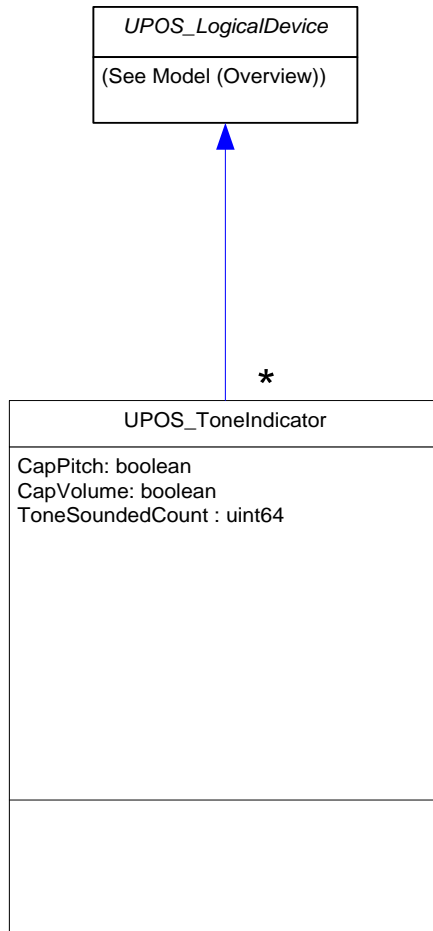 UPOS_LogicalDevice
(See Model (Overview))
*
UPOS_ToneIndicator
CapPitch: boolean
CapVolume: boolean
ToneSoundedCount : uint64